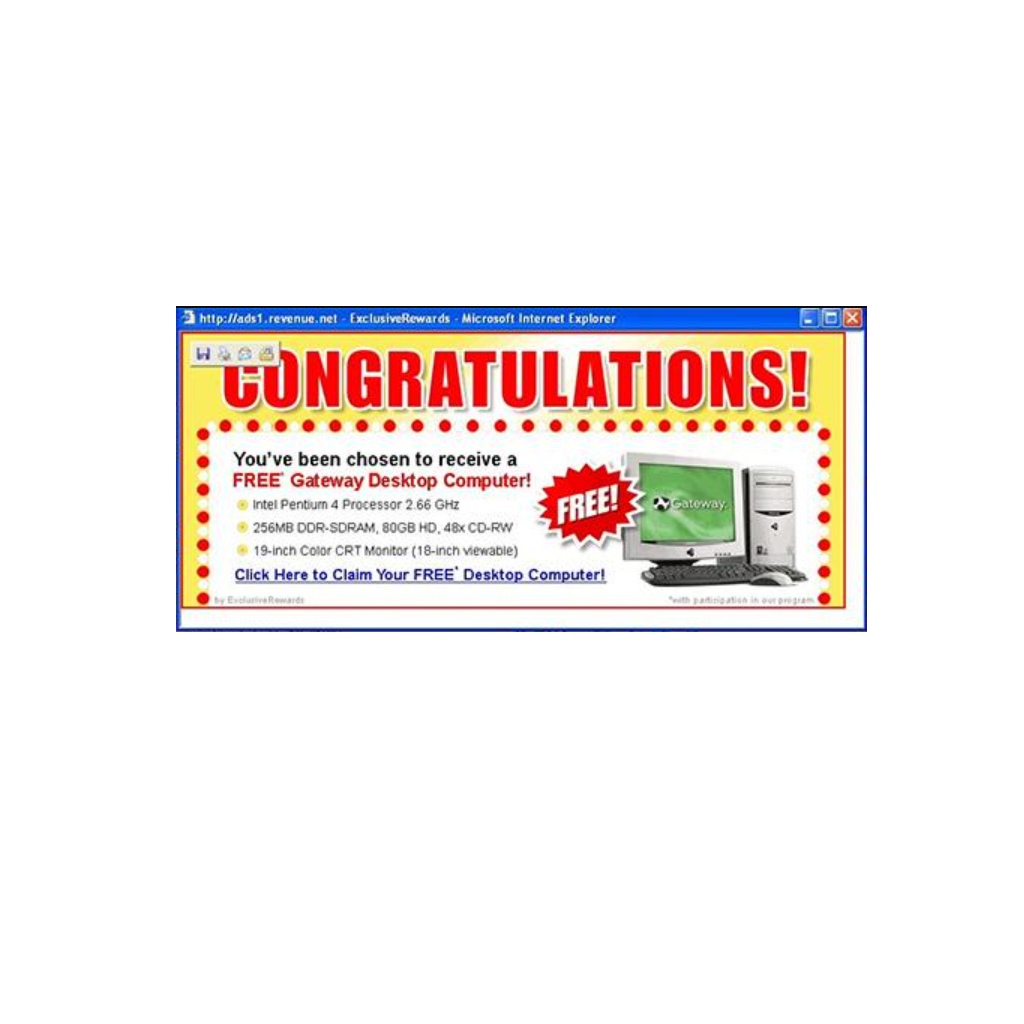 http://ads1.revenue.net - ExclusiveRewards - Microsoft Internet Explorer
CONGRATULATIONS!
You've been chosen to receive a
FREE* Gateway Desktop Computer!
Intel Pentium 4 Processor 2.66 GHz
256MB DDR-SDRAM, 80GB HD, 48x CD-RW
19-inch Color CRT Monitor (18-inch viewable)
Click Here to Claim Your FREE* Desktop Computer!
FREE!
Gateway.
by ExclusiveRewards
*with participation in our program